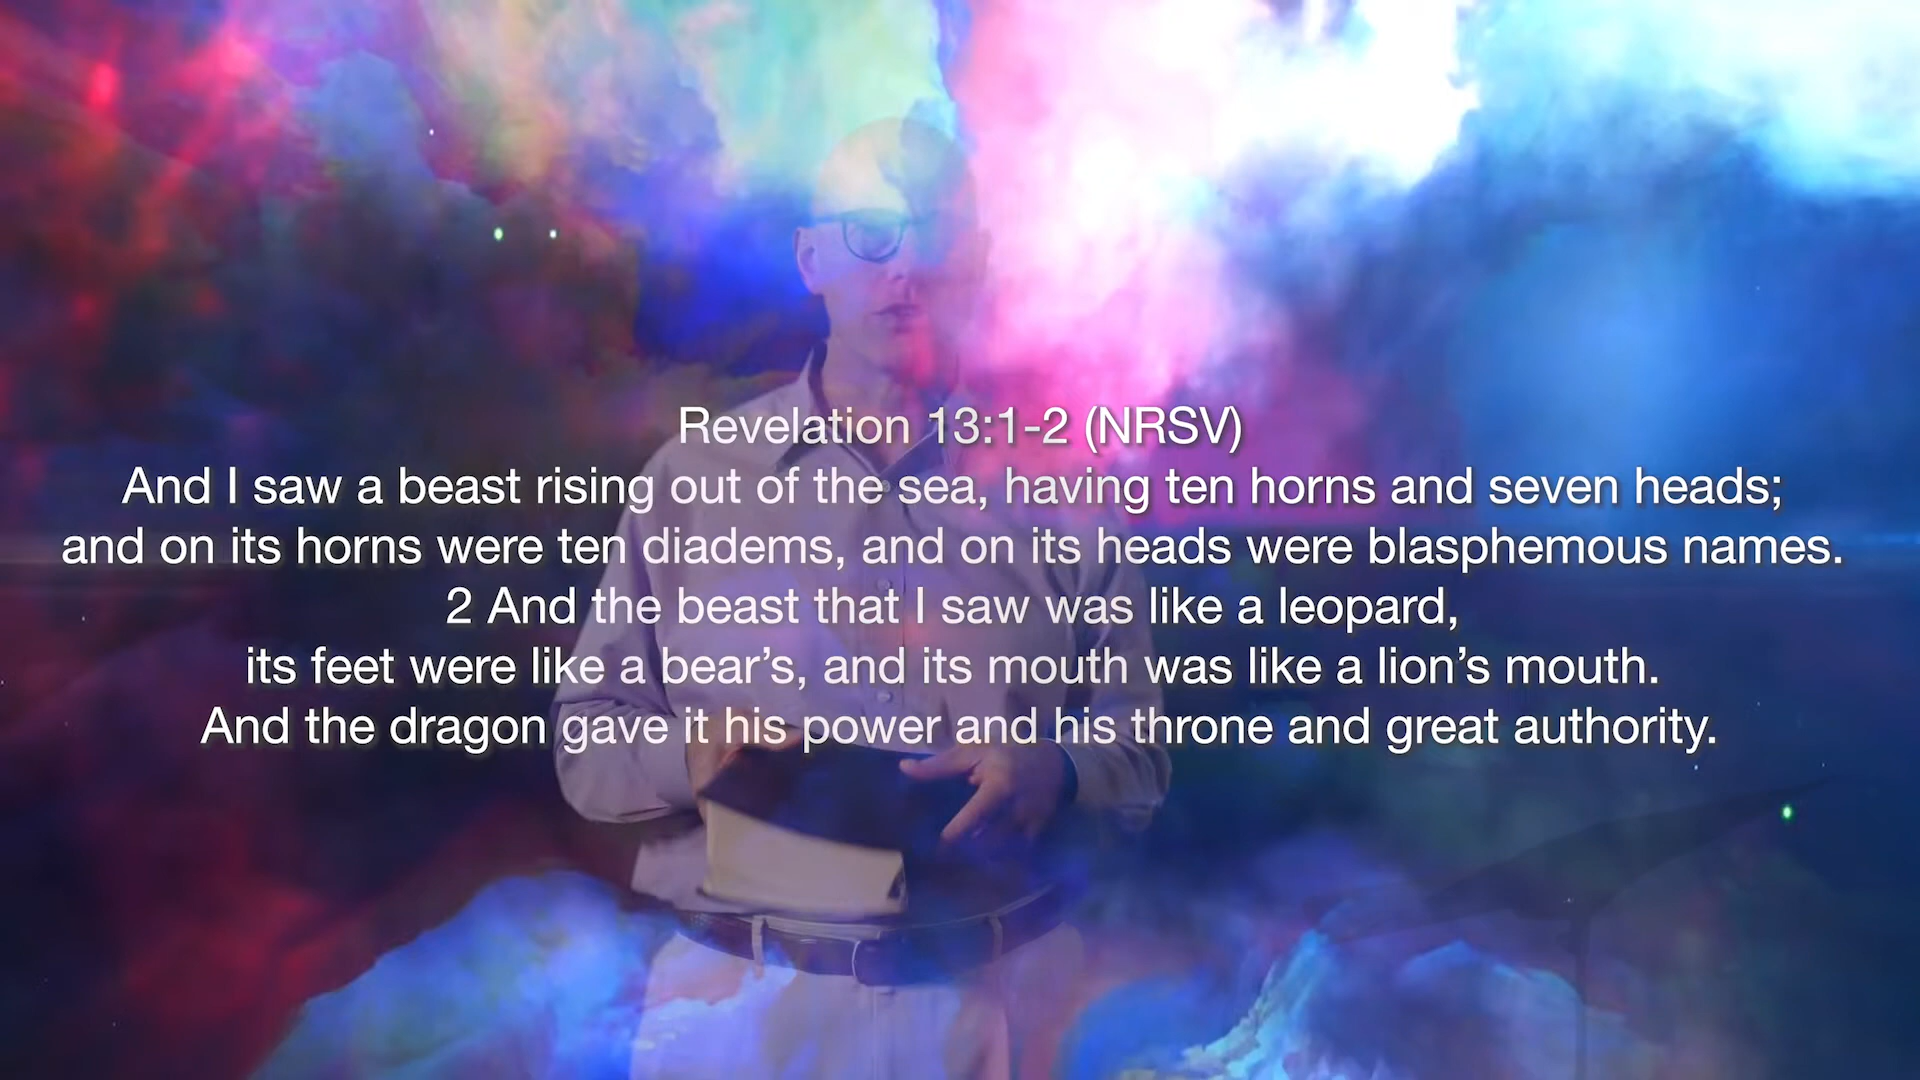 Revelation 13:1-2 (NRSV)
And I saw a beast rising out of the sea, having ten horns and seven heads;
and on its horns were ten diadems, and on its heads were blasphemous names.
2 And the beast that I saw was like a leopard,
its feet were like a bear’s, and its mouth was like a lion’s mouth.
And the dragon gave it his power and his throne and great authority.